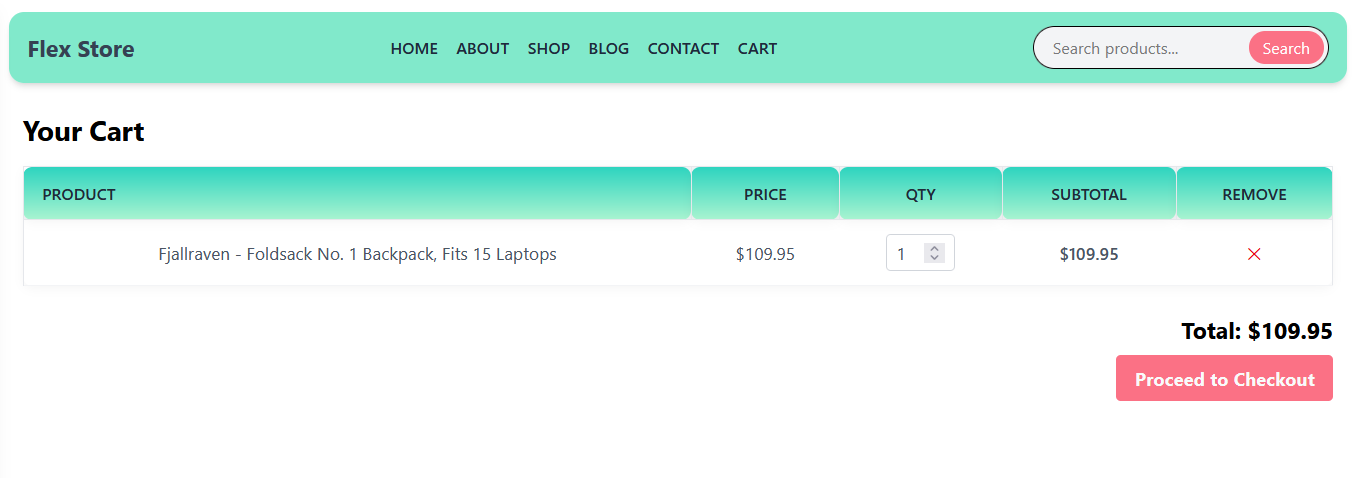 Flex Store HOME ABOUT SHOP BLOG CONTACT CART Search products... Search
Your Cart
PRODUCT PRICE QTY SUBTOTAL REMOVE
Fjallraven - Foldsack No. 1 Backpack, Fits 15 Laptops $109.95 1 $109.95
Total: $109.95
Proceed to Checkout